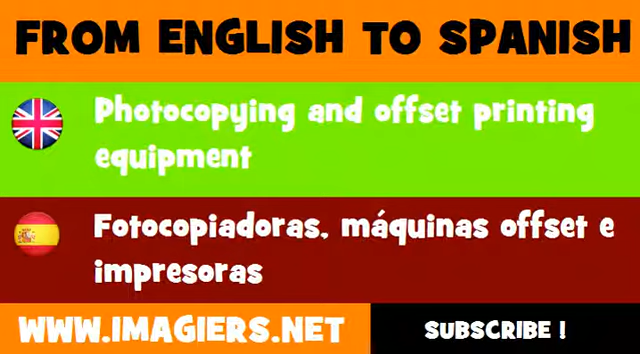 FROM ENGLISH TO SPANISH
Photocopying and offset printing
equipment
Fotocopiadoras, máquinas offset e
impresoras
WWW.IMAGIERS.NET
SUBSCRIBE !